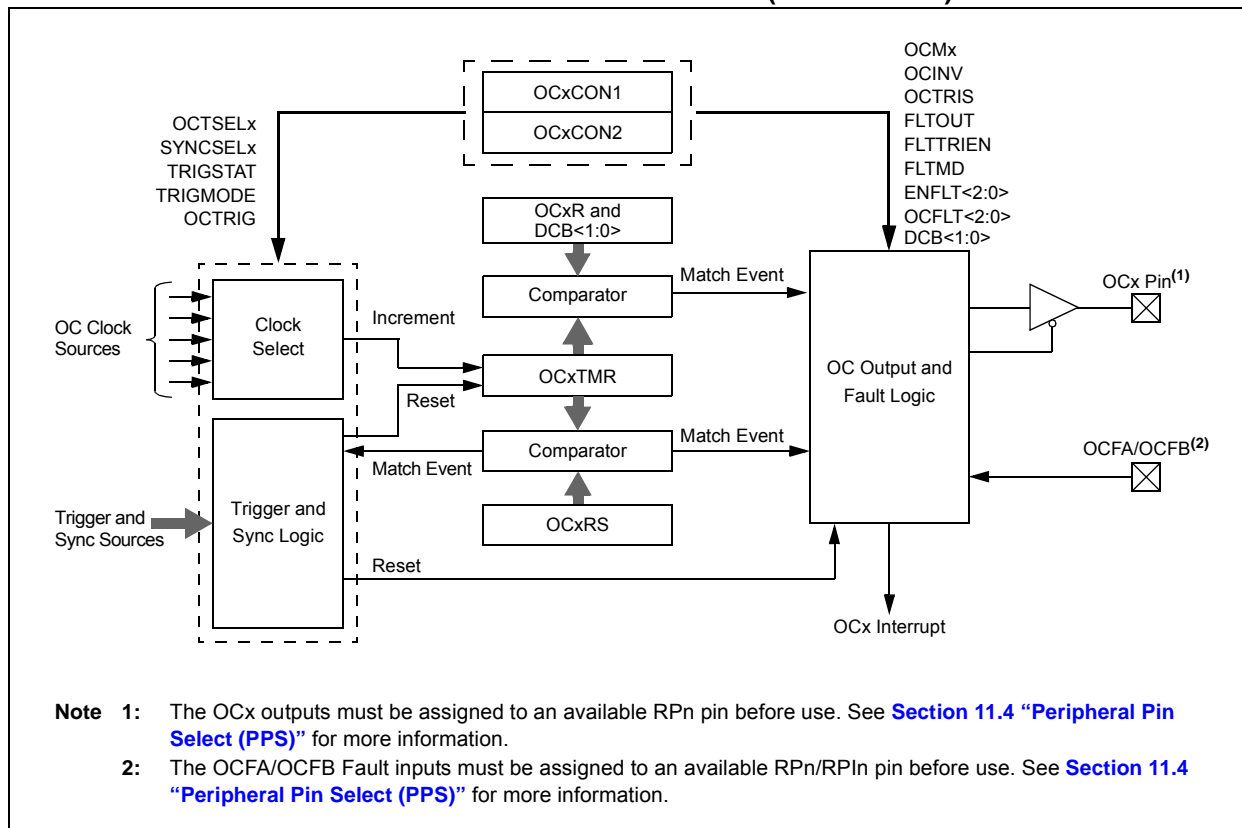 OCxCON1
OCxCON2
OCMx
OCINV
OCTRIS
FLTOUT
FLTTRIEN
FLTMD
ENFLT<2:0>
OCFLT<2:0>
DCB<1:0>
OCTSELx
SYNCSELx
TRIGSTAT
TRIGMODE
OCTRIG
OCxR and
DCB<1:0>
Match Event
OCx Pin(1)
Comparator
OC Clock
Sources
Clock
Select
Increment
OCxTMR
Reset
OC Output and
Fault Logic
Match Event
Comparator
Match Event
OCFA/OCFB(2)
Trigger and
Sync Sources
Trigger and
Sync Logic
OCxRS
Reset
OCx Interrupt
Note 1: The OCx outputs must be assigned to an available RPn pin before use. See Section 11.4 “Peripheral Pin
Select (PPS)” for more information.
2: The OCFA/OCFB Fault inputs must be assigned to an available RPn/RPIn pin before use. See Section 11.4
“Peripheral Pin Select (PPS)” for more information.